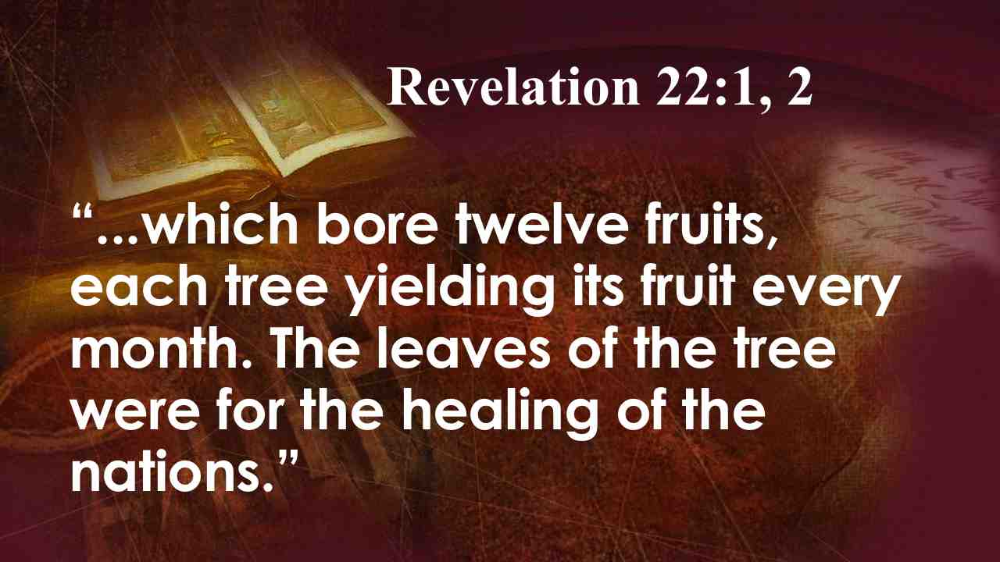 Revelation 22:1, 2
“...which bore twelve fruits,
each tree yielding its fruit every
month. The leaves of the tree
were for the healing of the
nations.”